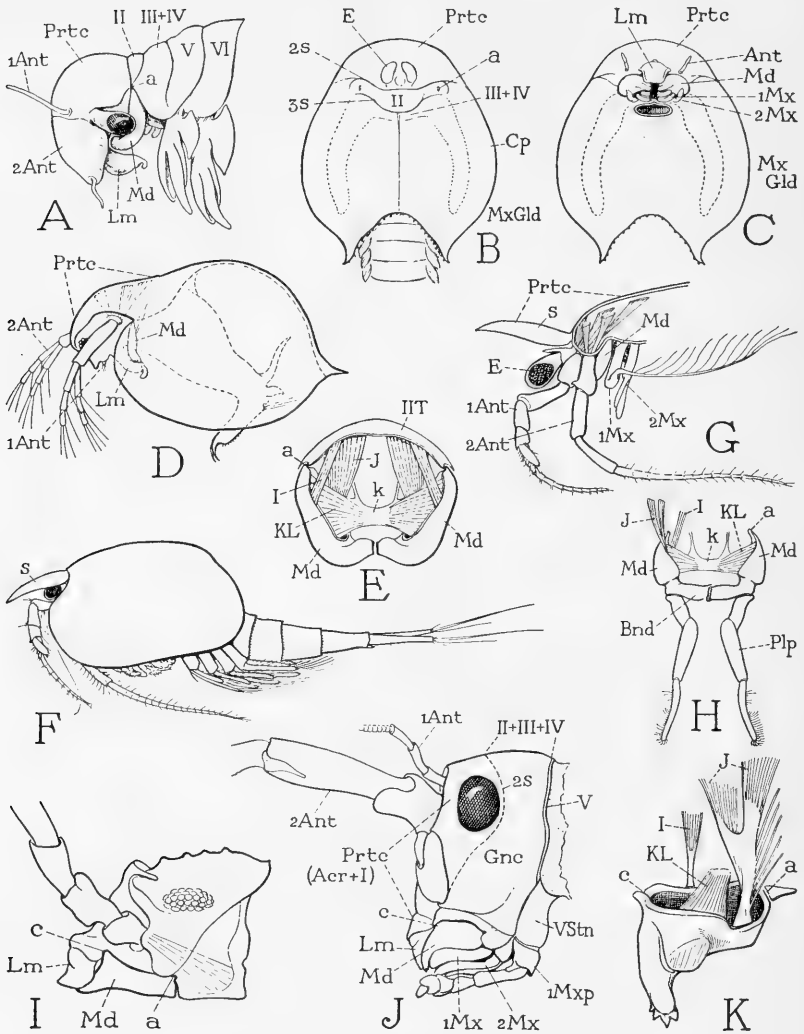 II III+IV
Prtc
V VI
1Ant
a
2Ant
Md
Lm
A
E Prtc
2S a
3S II
III+IV
Cp
MxGld
B
Lm Prtc
Ant
Md
1Mx
2Mx
Mx
Gld
C
Prtc
2Ant
Md
Lm
1Ant
D
IIT
a
J
I
k
KL
Md
Md
E
Prtc
s
Md
E
1Ant
2Ant
1Mx
2Mx
G
s
F
J I KL a
k
Md
Md
Bnd
Plp
H
c
Lm
Md a
I
1Ant
II+III+IV
2S
2Ant
V
Prtc
(Acr+I)
Gnc
c
VStn
Lm
Md
1Mx 2Mx
1Mxp
J
J
I
KL
c
a
K